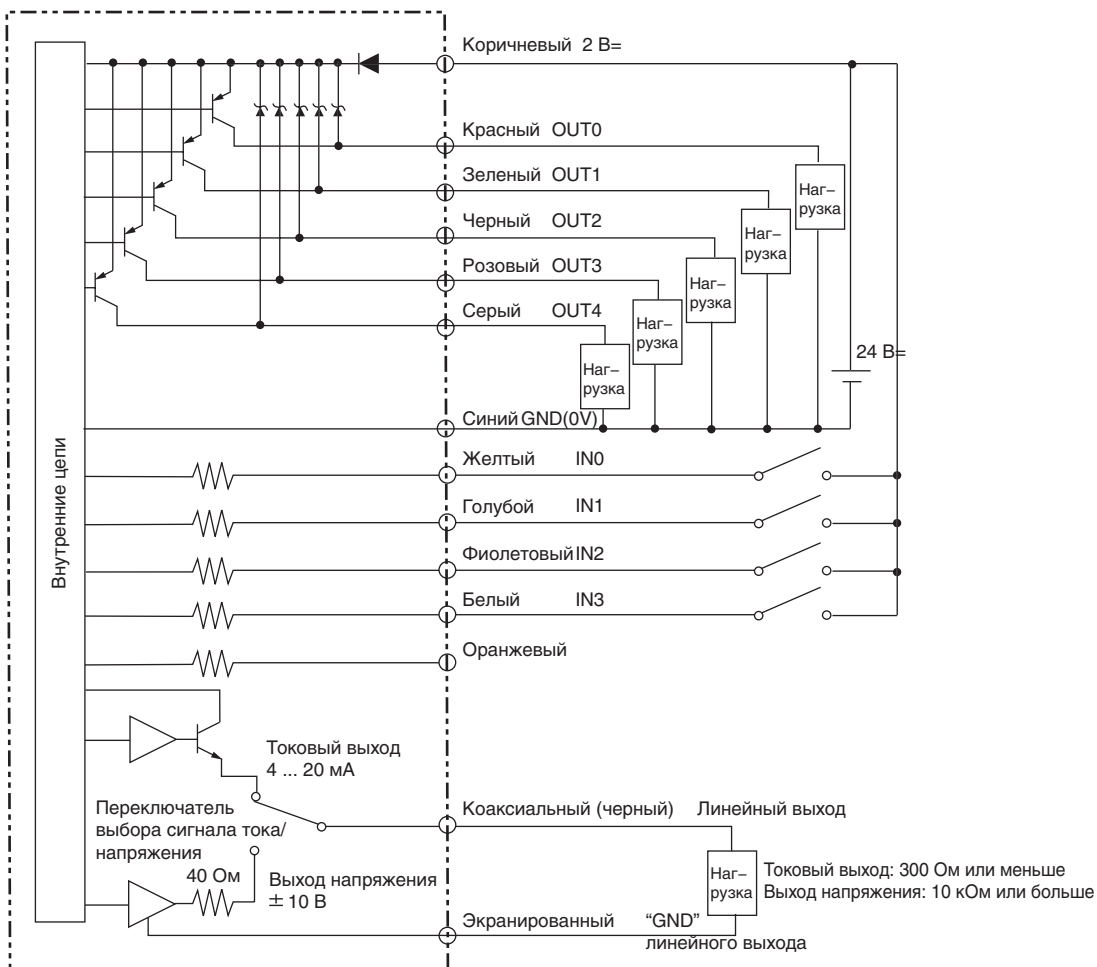 Коричневый 2 В=
Красный OUT0
Зеленый OUT1
Черный OUT2
Розовый OUT3
Серый OUT4
Наг–
рузка
Наг–
рузка
Наг–
рузка
Наг–
рузка
Наг–
рузка
24 В=
Синий GND(0V)
Желтый IN0
Голубой IN1
Фиолетовый IN2
Белый IN3
Оранжевый
Внутренние цепи
Токовый выход
4 ... 20 мА
Переключатель
выбора сигнала тока/
напряжения
40 Ом
Выход напряжения
± 10 В
Коаксиальный (черный) Линейный выход
Наг–
рузка
Токовый выход: 300 Ом или меньше
Выход напряжения: 10 кОм или больше
Экранированный “GND”
линейного выхода